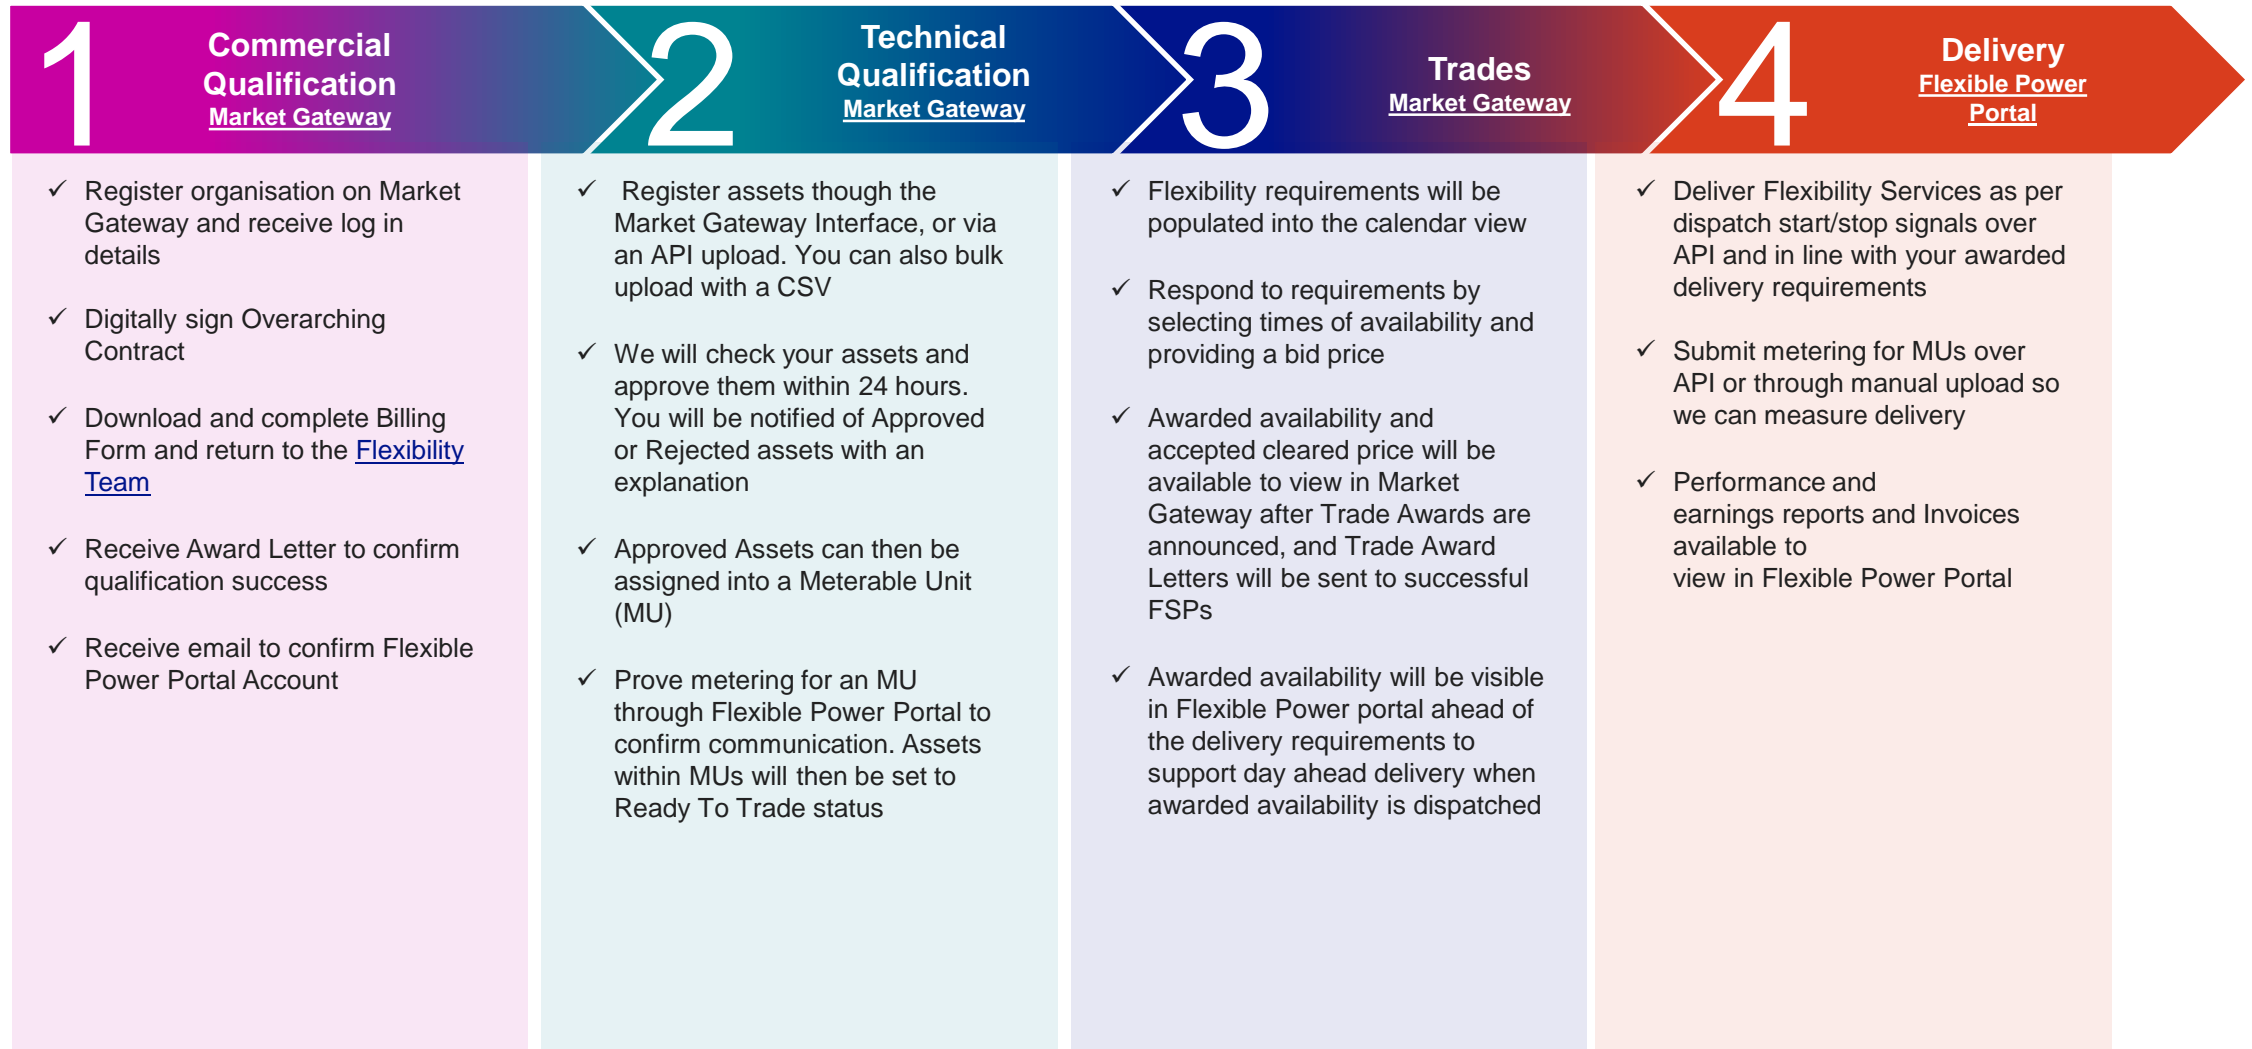 1
Commercial
Qualification
Market Gateway
✓ Register organisation on Market
Gateway and receive log in
details
✓ Digitally sign Overarching
Contract
✓ Download and complete Billing
Form and return to the Flexibility
Team
✓ Receive Award Letter to confirm
qualification success
✓ Receive email to confirm Flexible
Power Portal Account
2
Technical
Qualification
Market Gateway
✓ Register assets though the
Market Gateway Interface, or via
an API upload. You can also bulk
upload with a CSV
✓ We will check your assets and
approve them within 24 hours.
You will be notified of Approved
or Rejected assets with an
explanation
✓ Approved Assets can then be
assigned into a Meterable Unit
(MU)
✓ Prove metering for an MU
through Flexible Power Portal to
confirm communication. Assets
within MUs will then be set to
Ready To Trade status
3
Trades
Market Gateway
✓ Flexibility requirements will be
populated into the calendar view
✓ Respond to requirements by
selecting times of availability and
providing a bid price
✓ Awarded availability and
accepted cleared price will be
available to view in Market
Gateway after Trade Awards are
announced, and Trade Award
Letters will be sent to successful
FSPs
✓ Awarded availability will be visible
in Flexible Power portal ahead of
the delivery requirements to
support day ahead delivery when
awarded availability is dispatched
4
Delivery
Flexible Power
Portal
✓ Deliver Flexibility Services as per
dispatch start/stop signals over
API and in line with your awarded
delivery requirements
✓ Submit metering for MUs over
API or through manual upload so
we can measure delivery
✓ Performance and
earnings reports and Invoices
available to
view in Flexible Power Portal